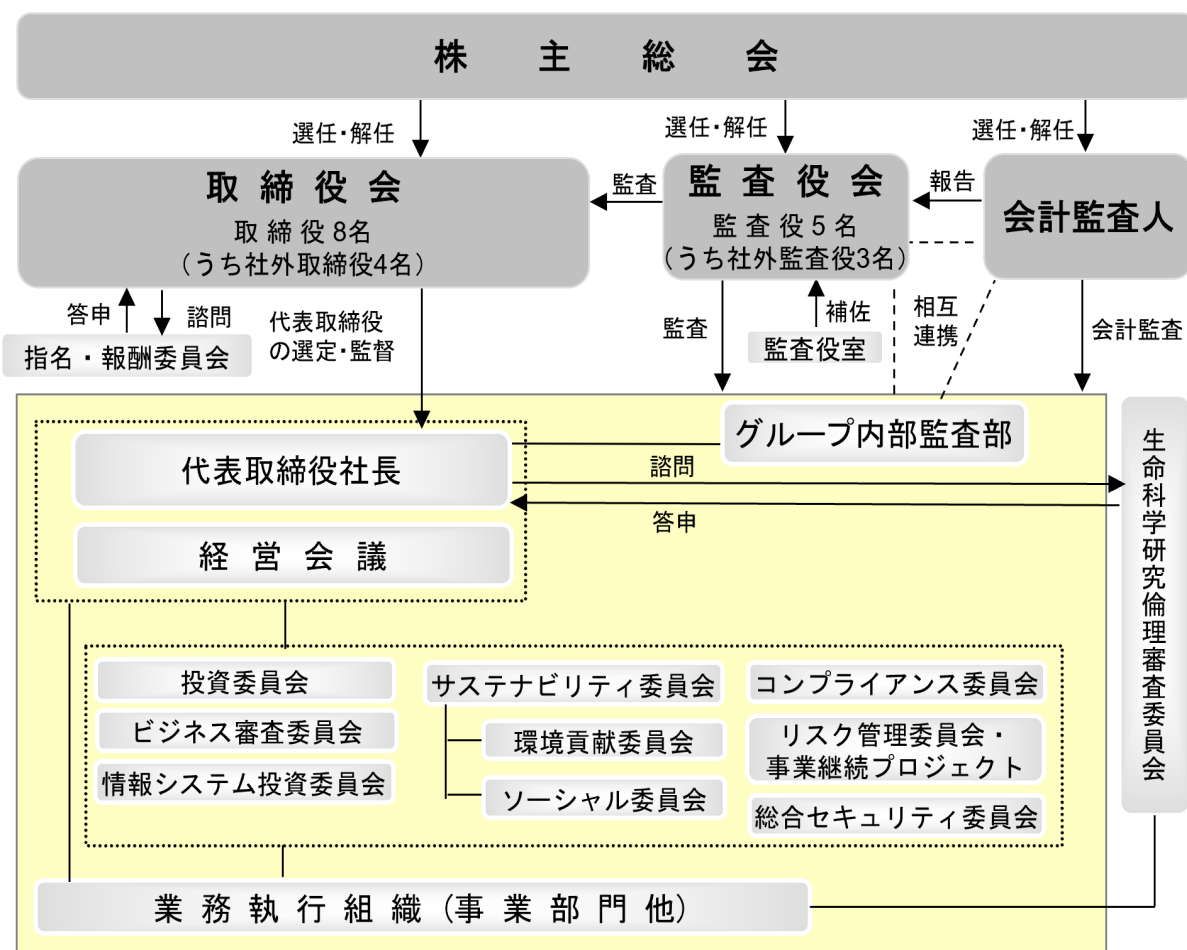 株主総会
選任・解任
選任・解任
選任・解任
取締役会
取締役8名
（うち社外取締役4名）
監査
監査役会
監査役5名
（うち社外監査役3名）
報告
会計監査人
答申
諮問
指名・報酬委員会
代表取締役
の選定・監督
監査
補佐
監査役室
相互
連携
会計監査
グループ内部監査部
代表取締役社長
諮問
答申
経営会議
生命科学研究倫理審査委員会
投資委員会
ビジネス審査委員会
情報システム投資委員会
サステナビリティ委員会
環境貢献委員会
ソーシャル委員会
コンプライアンス委員会
リスク管理委員会・
事業継続プロジェクト
総合セキュリティ委員会
業務執行組織（事業部門他）